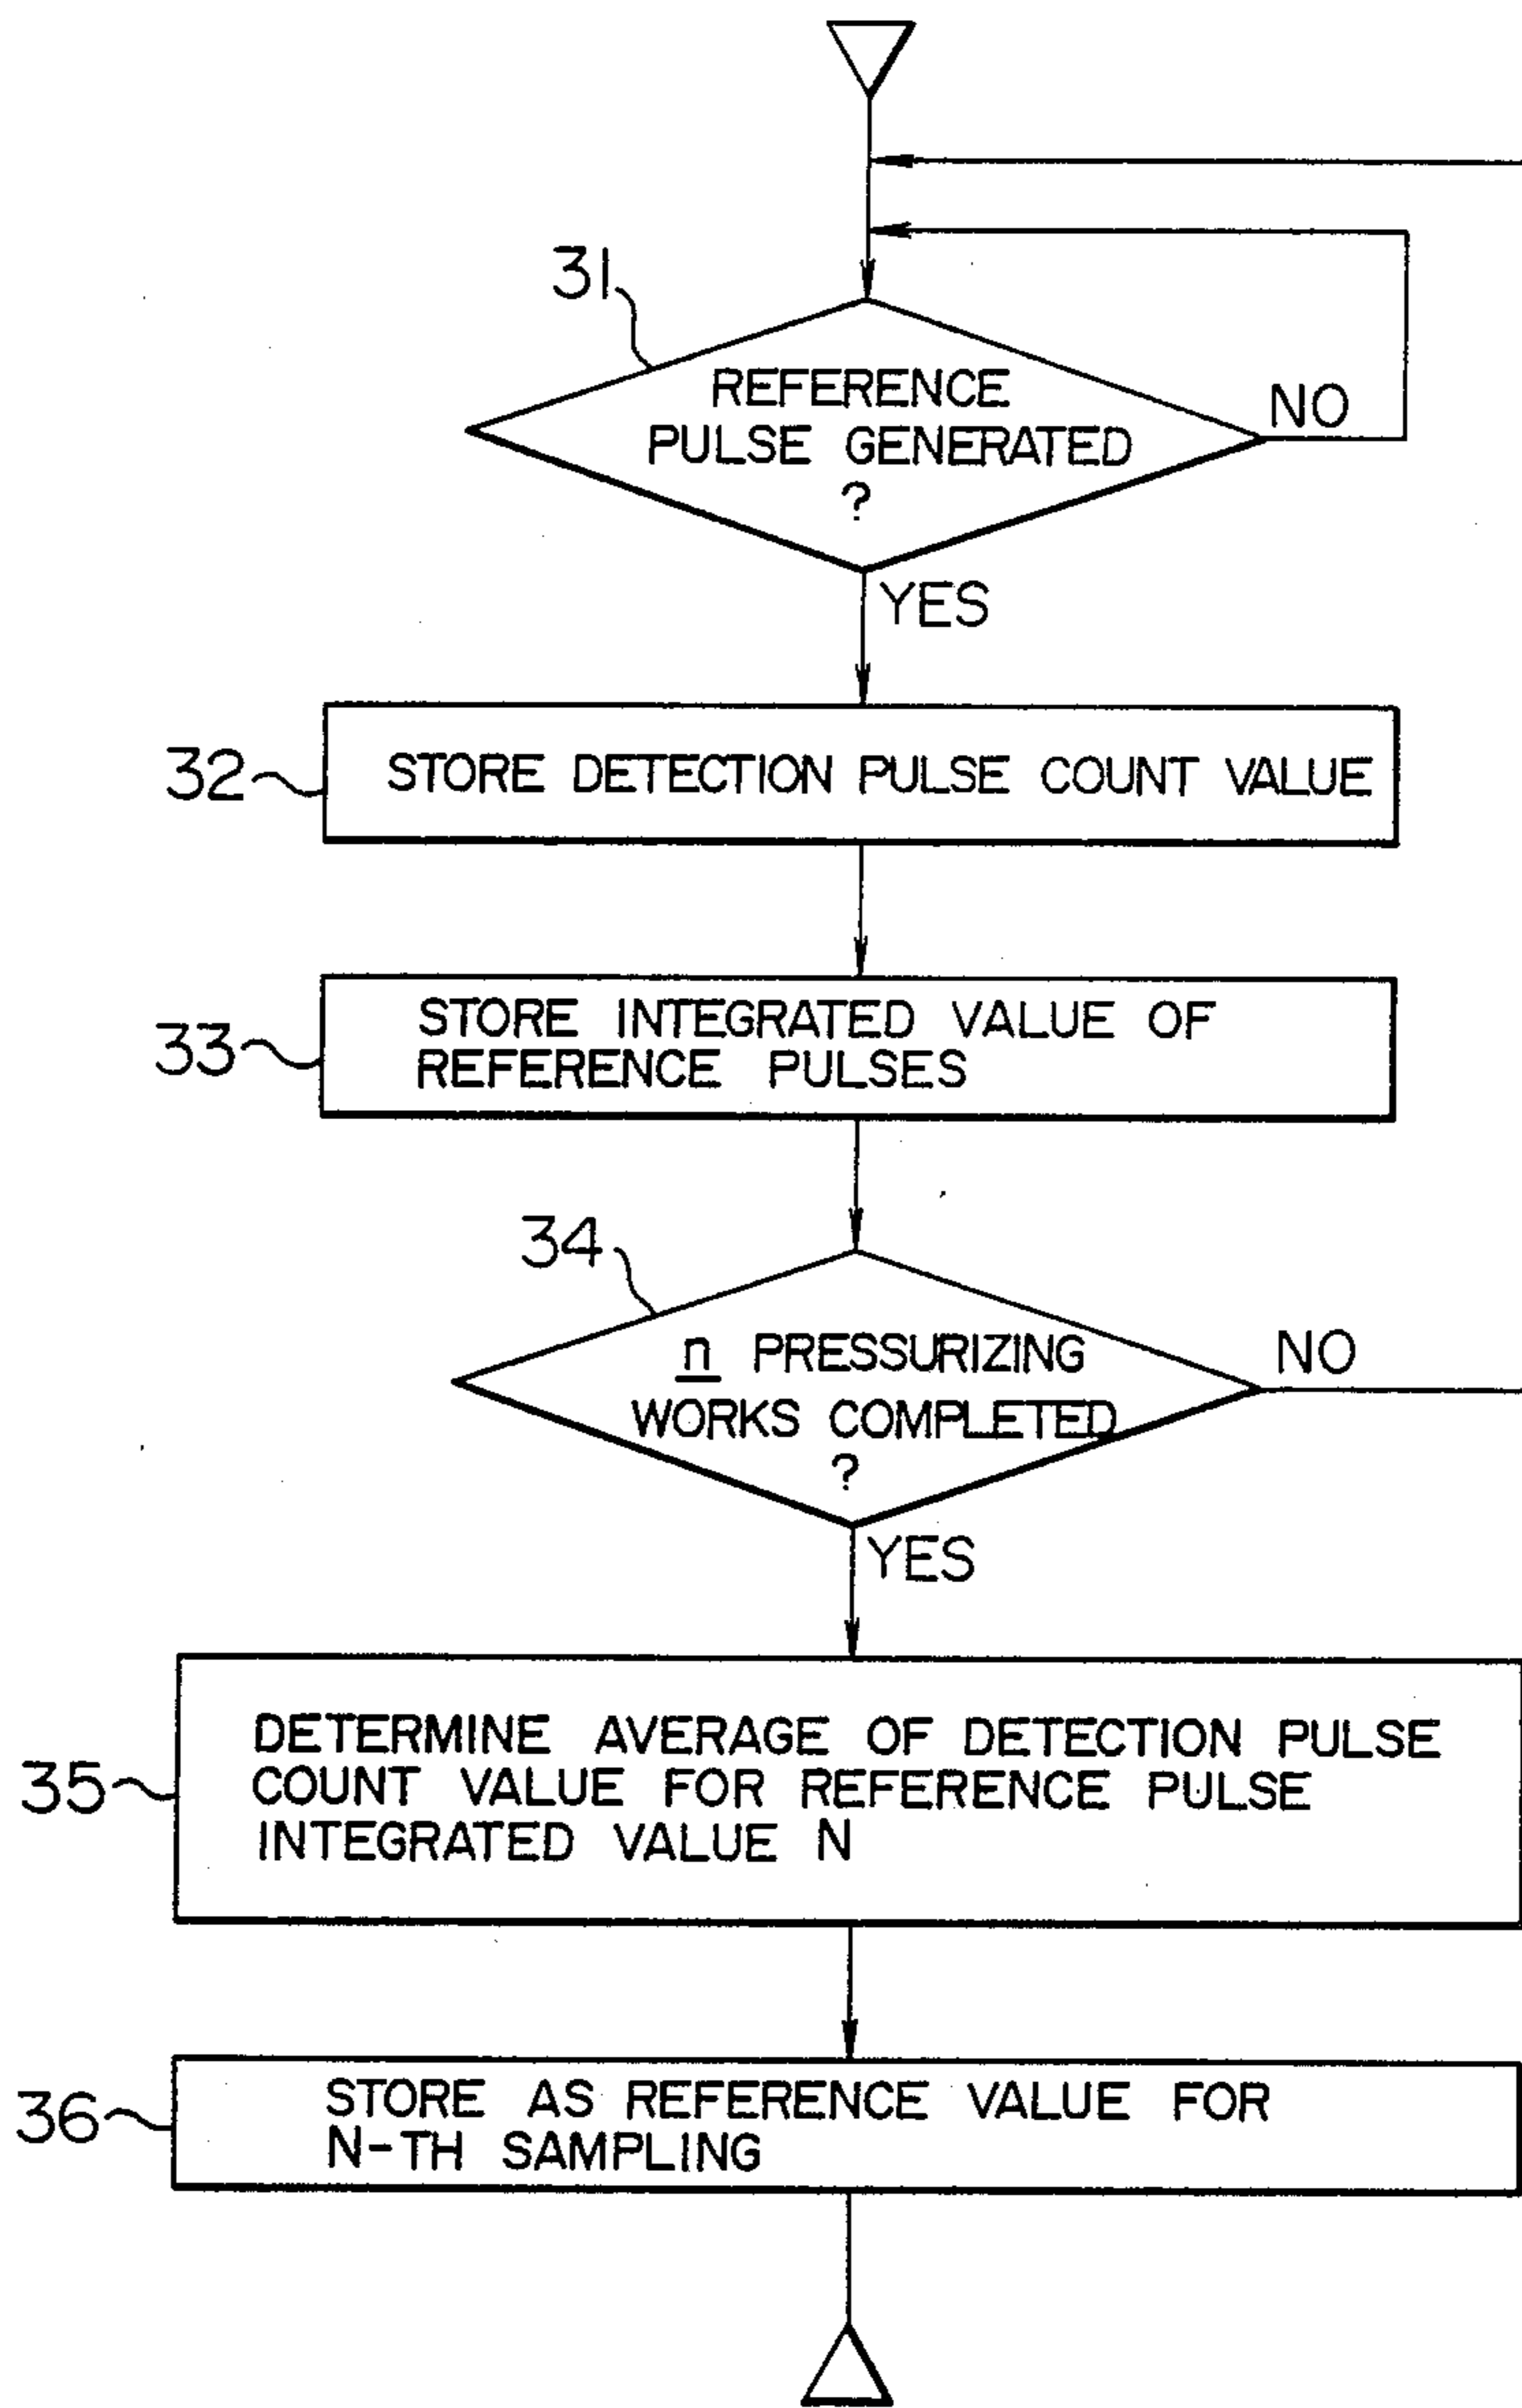 31
REFERENCE
PULSE GENERATED
?
NO
YES
32
STORE DETECTION PULSE COUNT VALUE
33
STORE INTEGRATED VALUE OF
REFERENCE PULSES
34
n PRESSURIZING
WORKS COMPLETED
?
NO
YES
35
DETERMINE AVERAGE OF DETECTION PULSE
COUNT VALUE FOR REFERENCE PULSE
INTEGRATED VALUE N
36
STORE AS REFERENCE VALUE FOR
N-TH SAMPLING